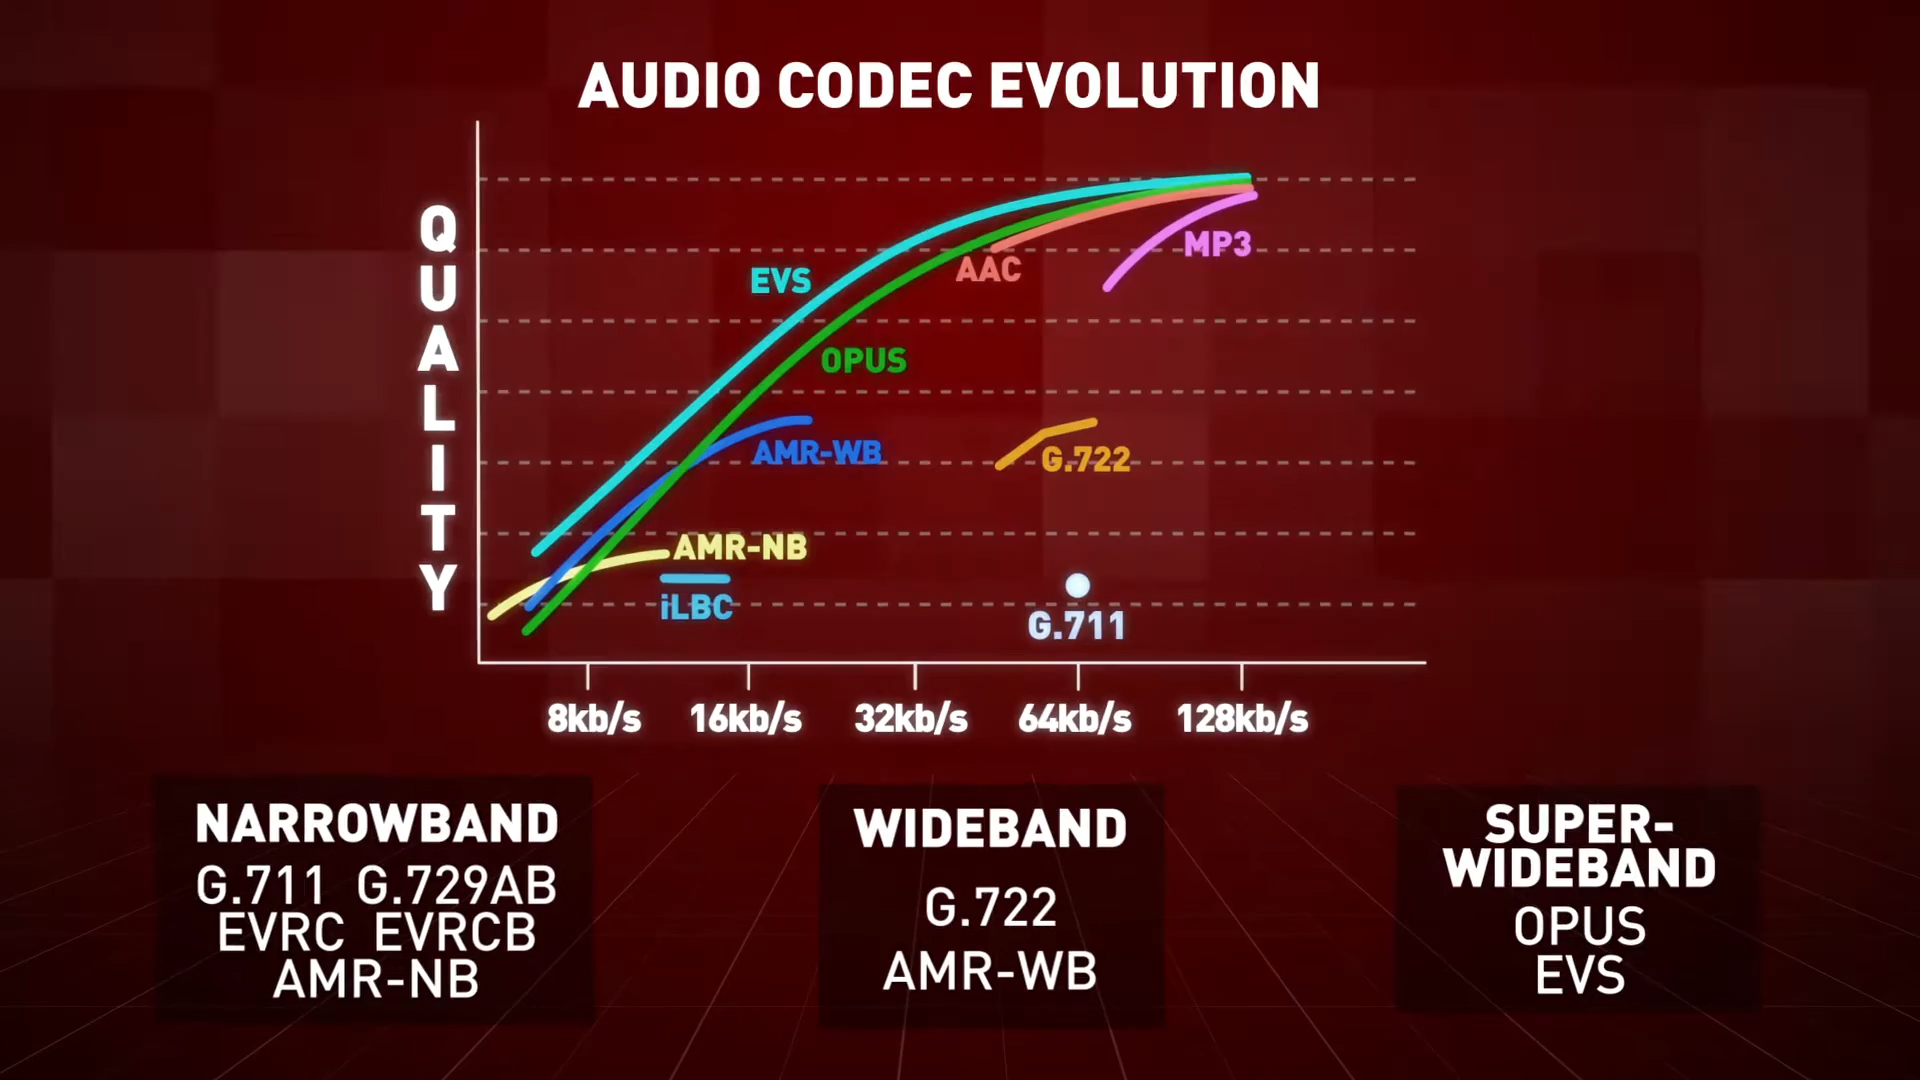 AUDIO CODEC EVOLUTION
QUALITY
EVS
OPUS
AAC
MP3
AMR-WB
G.722
AMR-NB
iLBC
G.711
8kb/s 16kb/s 32kb/s 64kb/s 128kb/s
NARROWBAND
G.711 G.729AB
EVRC EVRCB
AMR-NB
WIDEBAND
G.722
AMR-WB
SUPER-
WIDEBAND
OPUS
EVS